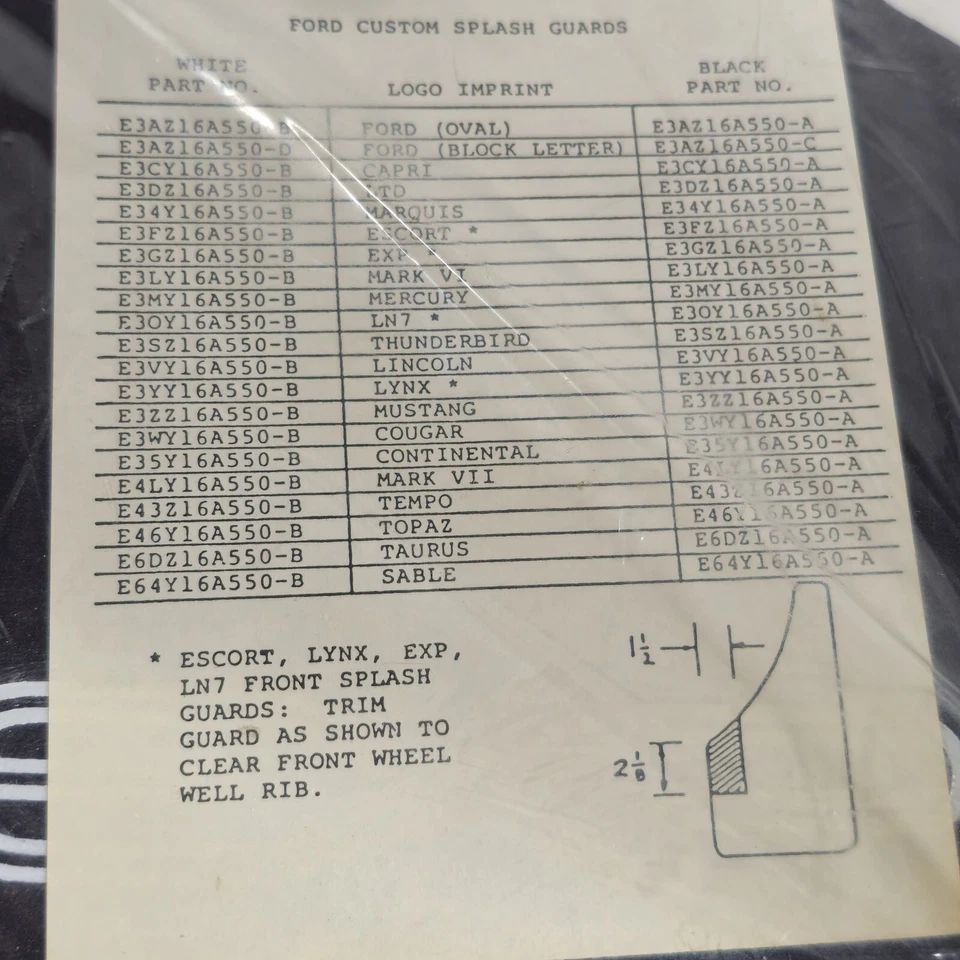 FORD CUSTOM SPLASH GUARDS
WHITE PART NO. LOGO IMPRINT BLACK PART NO.
E3AZ16A550-B FORD (OVAL) E3AZ16A550-A
E3AZ16A550-D FORD (BLOCK LETTER) E3AZ16A550-C
E3CY16A550-B CAPRI E3CY16A550-A
E3DZ16A550-B LTD E3DZ16A550-A
E34Y16A550-B MARQUIS E34Y16A550-A
E3FZ16A550-B ESCORT * E3FZ16A550-A
E3GZ16A550-B EXP * E3GZ16A550-A
E3LY16A550-B MARK VI E3LY16A550-A
E3MY16A550-B MERCURY E3MY16A550-A
E3OY16A550-B LN7 * E3OY16A550-A
E3SZ16A550-B THUNDERBIRD E3SZ16A550-A
E3VY16A550-B LINCOLN E3VY16A550-A
E3YY16A550-B LYNX * E3YY16A550-A
E3ZZ16A550-B MUSTANG E3ZZ16A550-A
E3WY16A550-B COUGAR E3WY16A550-A
E35Y16A550-B CONTINENTAL E35Y16A550-A
E4LY16A550-B MARK VII E4LY16A550-A
E43Z16A550-B TEMPO E43Z16A550-A
E46Y16A550-B TOPAZ E46Y16A550-A
E6DZ16A550-B TAURUS E6DZ16A550-A
E64Y16A550-B SABLE E64Y16A550-A
* ESCORT, LYNX, EXP,
LN7 FRONT SPLASH
GUARDS: TRIM
GUARD AS SHOWN TO
CLEAR FRONT WHEEL
WELL RIB.
1 1/2
2 1/8